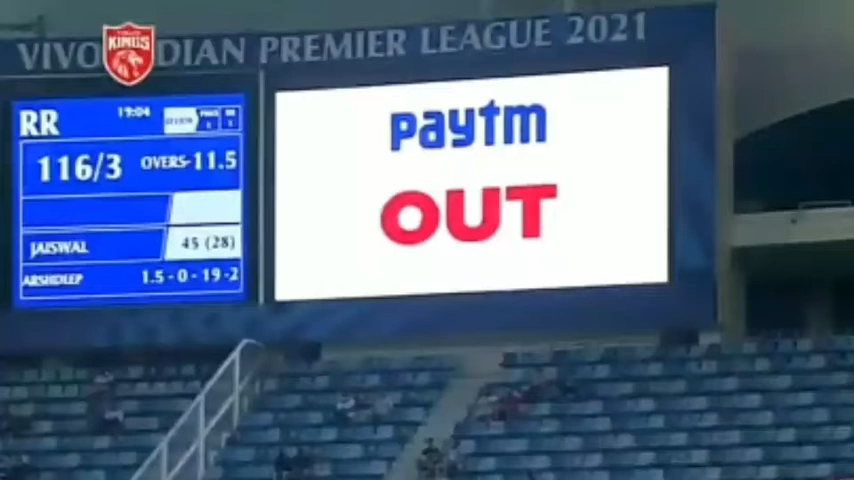 VIVO DIAN PREMIER LEAGUE 2021
KINGS
RR
19:04
116/3 OVERS-11.5
JAISWAL 45 (28)
ARSHDEEP 1.5-0-19-2
paytm
OUT